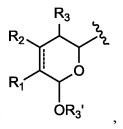 R₃
R₂
R₁
O
OR₃'
,